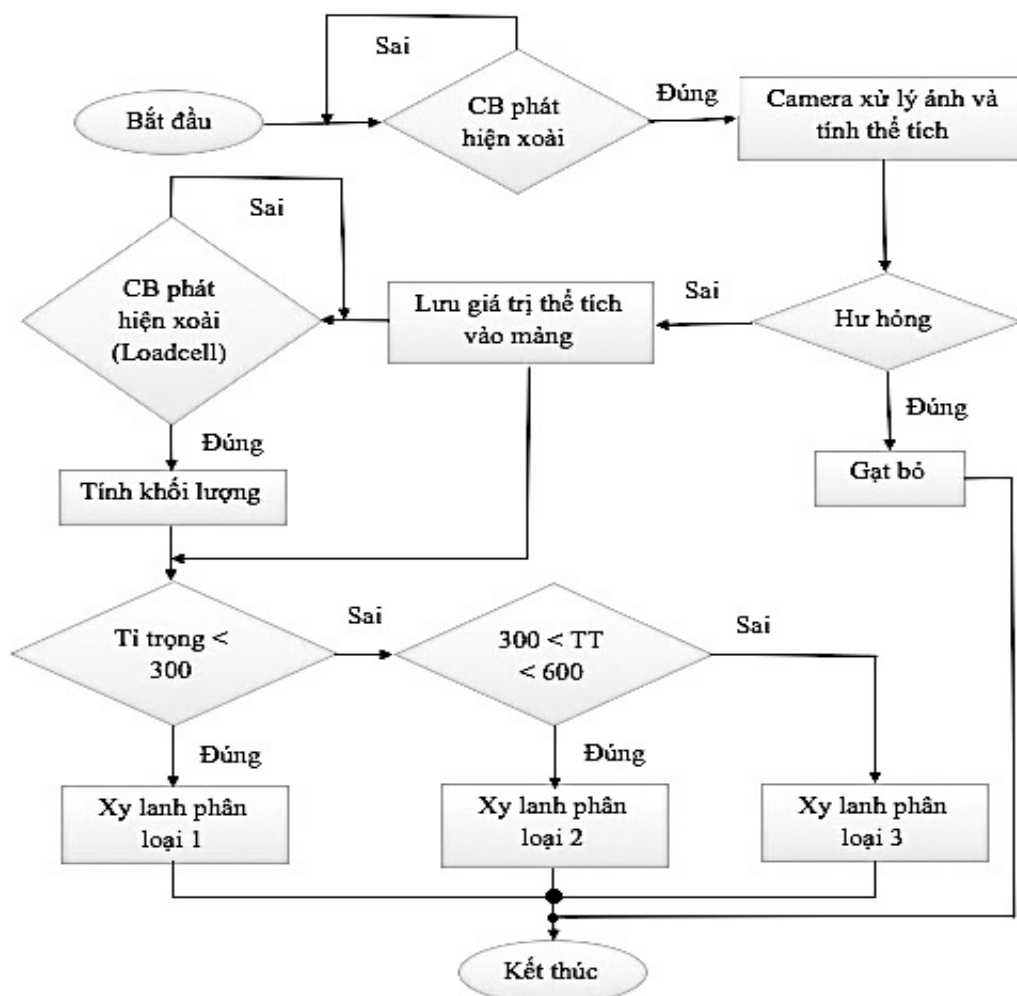 Sai
Bắt đầu
CB phát
hiện xoài
Đúng
Camera xử lý ảnh và
tính thể tích
Sai
CB phát
hiện xoài
(Loadcell)
Lưu giá trị thể tích
vào mảng
Sai
Hư hỏng
Đúng
Đúng
Tính khối lượng
Gạt bỏ
Tỉ trọng <
300
Sai
300 < TT
< 600
Sai
Đúng
Đúng
Xy lanh phân
loại 1
Xy lanh phân
loại 2
Xy lanh phân
loại 3
Kết thúc